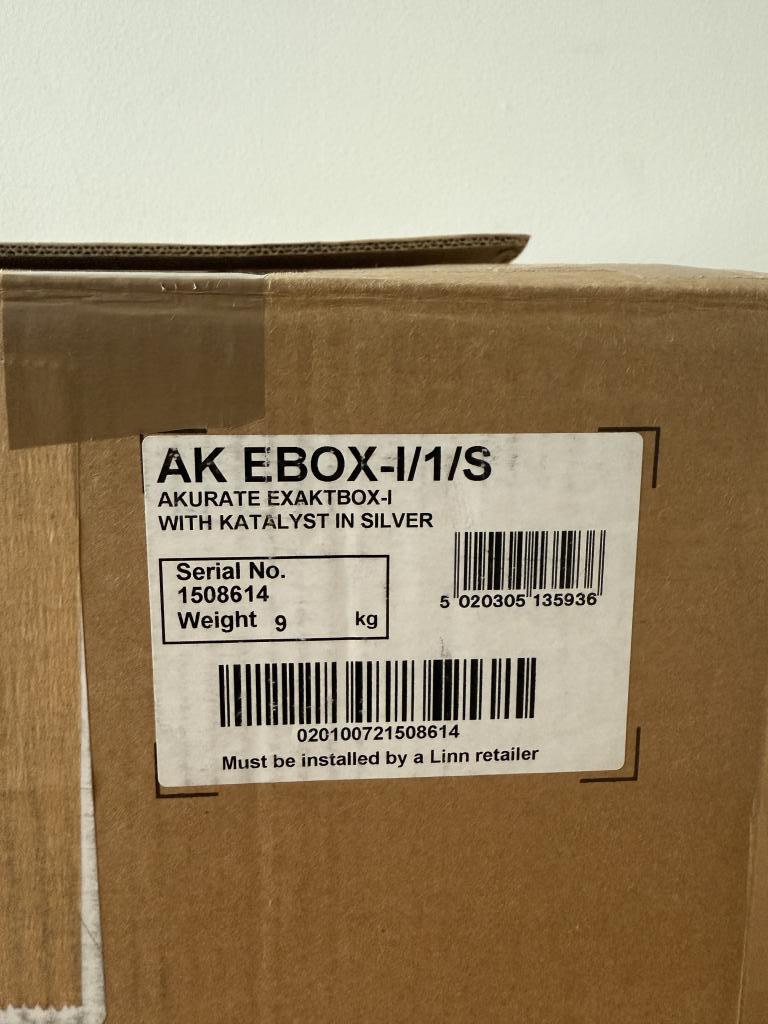 AK EBOX-I/1/S
AKURATE EXAKTBOX-I
WITH KATALYST IN SILVER
Serial No.
1508614
Weight 9 kg
5 020305 135936
020100721508614
Must be installed by a Linn retailer